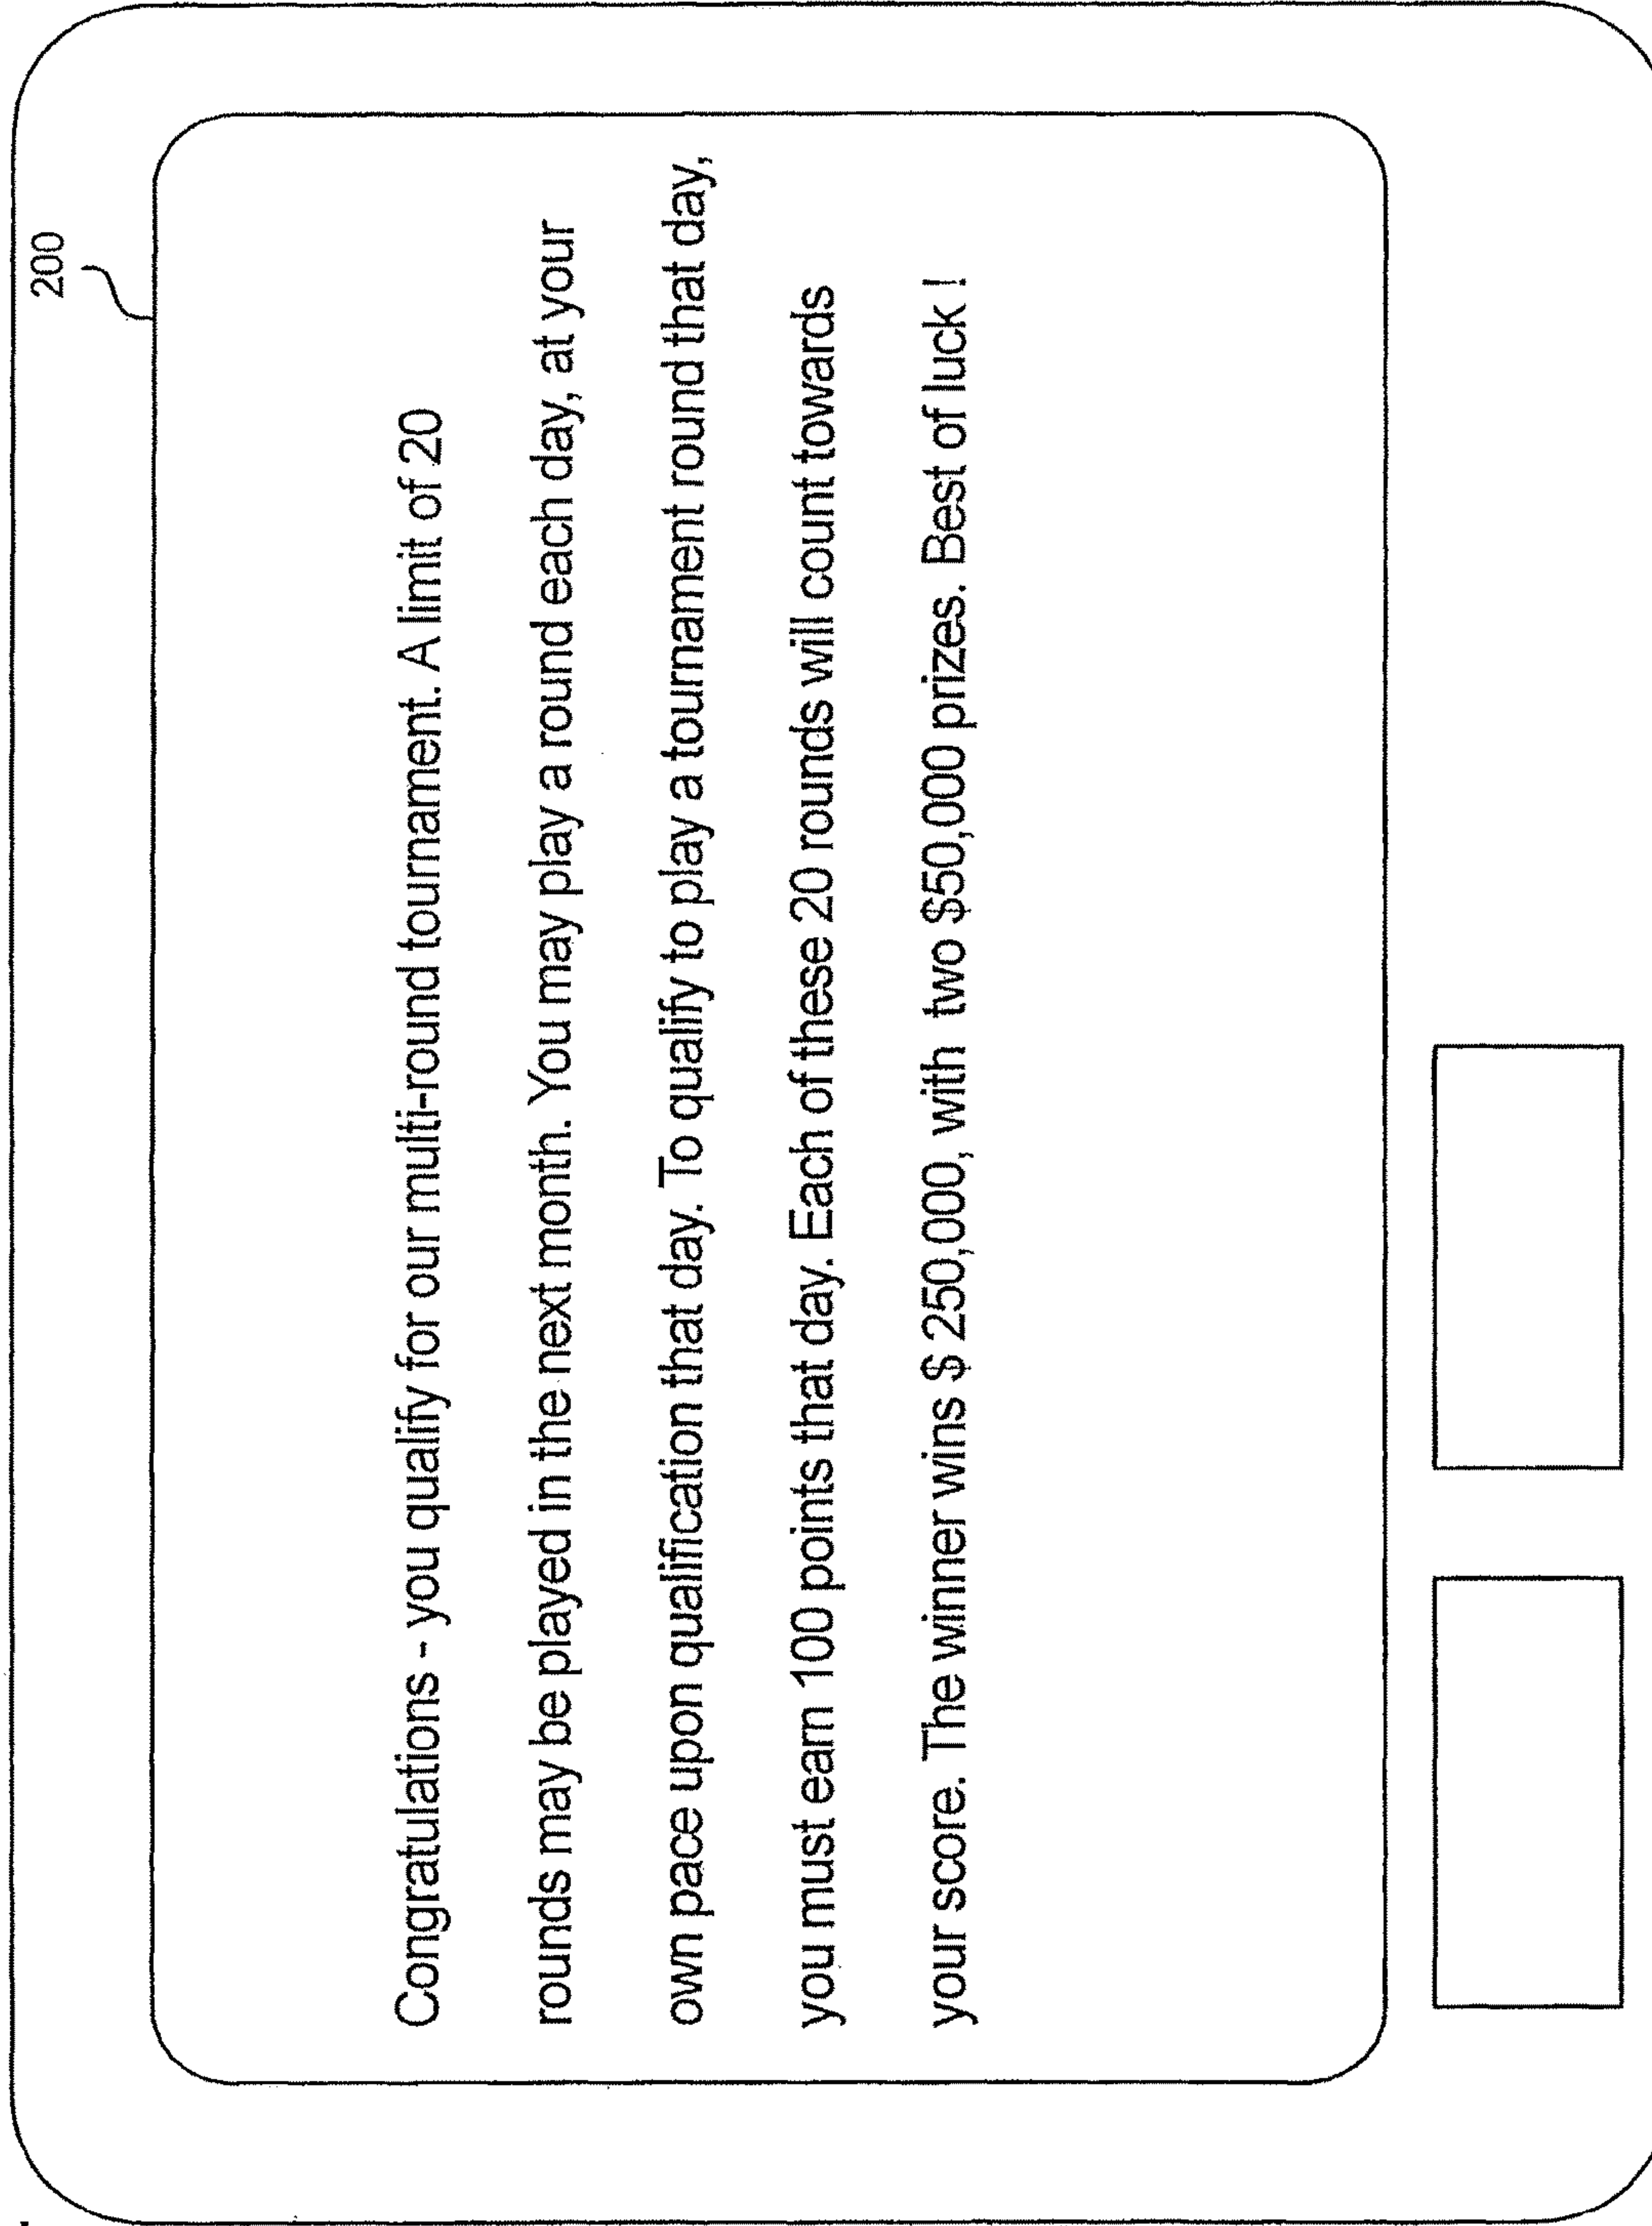 200
Congratulations - you qualify for our multi-round tournament. A limit of 20
rounds may be played in the next month. You may play a round each day, at your
own pace upon qualification that day. To qualify to play a tournament round that day,
you must earn 100 points that day. Each of these 20 rounds will count towards
your score. The winner wins $ 250,000, with two $50,000 prizes. Best of luck !